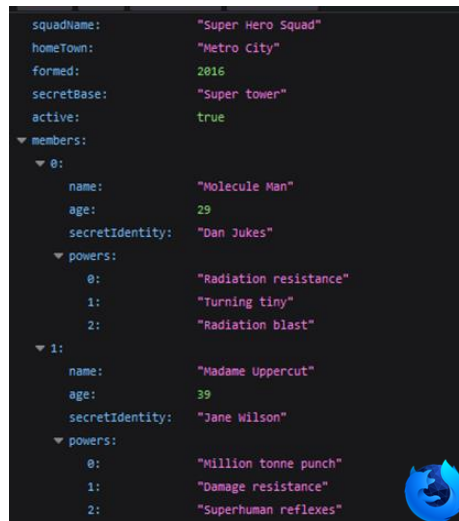 squadName: "Super Hero Squad"
homeTown: "Metro City"
formed: 2016
secretBase: "Super tower"
active: true
members:
0:
name: "Molecule Man"
age: 29
secretIdentity: "Dan Jukes"
powers:
0: "Radiation resistance"
1: "Turning tiny"
2: "Radiation blast"
1:
name: "Madame Uppercut"
age: 39
secretIdentity: "Jane Wilson"
powers:
0: "Million tonne punch"
1: "Damage resistance"
2: "Superhuman reflexes"